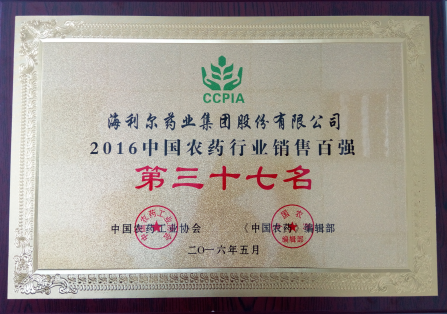 CCPIA
海利尔药业集团股份有限公司
2016中国农药行业销售百强
第三十七名
中国农药工业协会 《中国农药》编辑部
二〇一六年五月